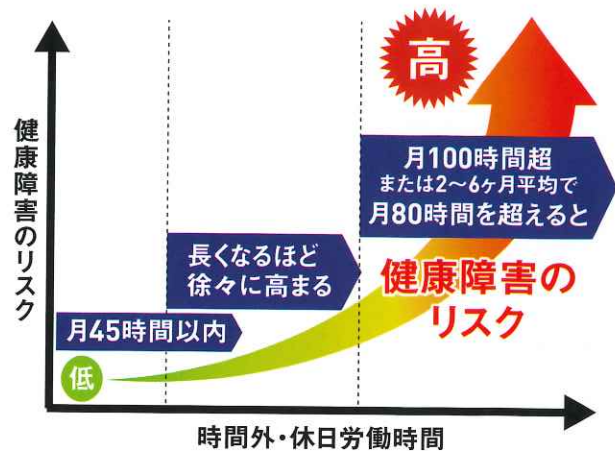 健康障害のリスク
高
月100時間超
または2〜6ヶ月平均で
月80時間を超えると
長くなるほど
徐々に高まる
健康障害の
リスク
月45時間以内
低
時間外・休日労働時間